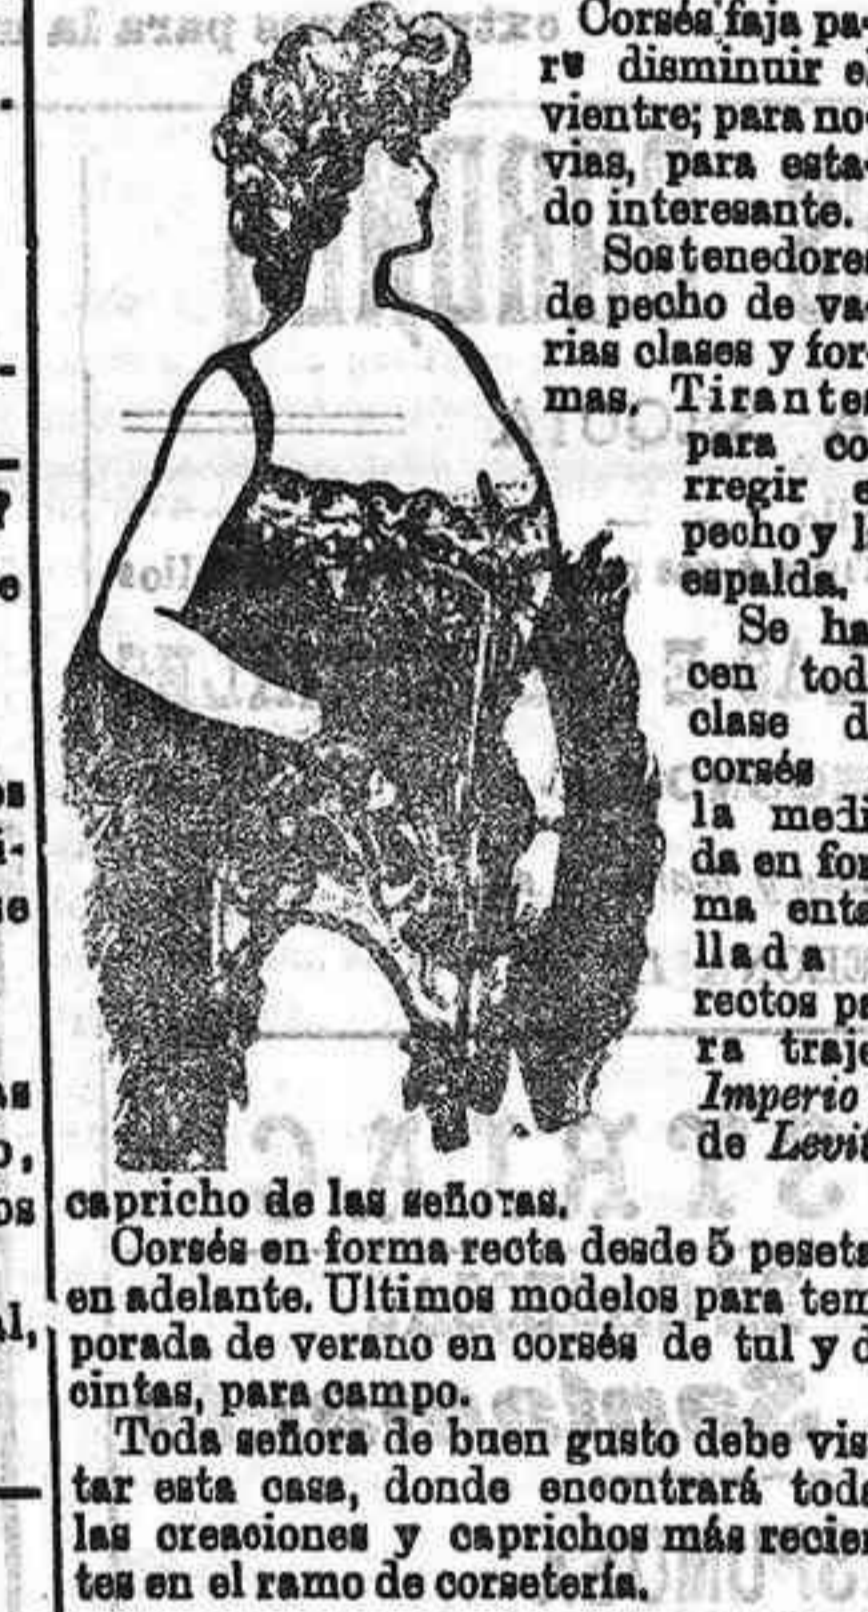 Corsés faja pa-
ra disminuir e
vientre; para no-
vias, para esta-
do interesante.
Sostenedores
de pecho de va-
rias clases y for-
mas. Tirantes
para co
rregir e
pecho y l
espalda.
Se ha-
cen tod
clase d
corsés
la medi
da en for
ma enta
llada
rectos pa
ra traje
Imperio
de Levit
capricho de las señoras.
Corsés en forma recta desde 5 peseta
en adelante. Ultimos modelos para tem
porada de verano en corsés de tul y c
cintas, para campo.
Toda señora de buen gusto debe visi
tar esta casa, donde encontrará toda
las creaciones y caprichos más recien
tes en el ramo de corsetería.